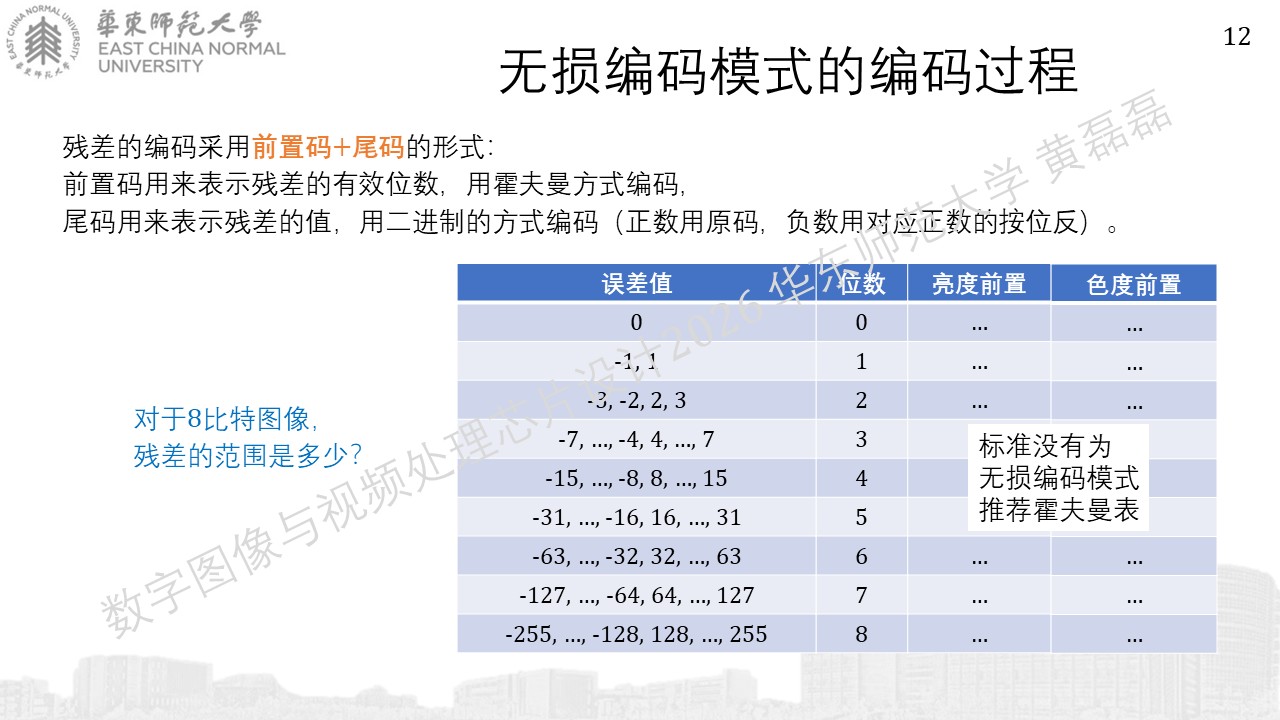 華東師範大學
EAST CHINA NORMAL
UNIVERSITY
EAST CHINA NORMAL UNIVERSITY
華東師範大學
12
无损编码模式的编码过程
残差的编码采用前置码+尾码的形式：
前置码用来表示残差的有效位数，用霍夫曼方式编码，
尾码用来表示残差的值，用二进制的方式编码（正数用原码，负数用对应正数的按位反）。
对于8比特图像，
残差的范围是多少？
误差值 位数 亮度前置 色度前置
0 0 … …
-1, 1 1 … …
-3, -2, 2, 3 2 … …
-7, …, -4, 4, …, 7 3
-15, …, -8, 8, …, 15 4
-31, …, -16, 16, …, 31 5
标准没有为
无损编码模式
推荐霍夫曼表
-63, …, -32, 32, …, 63 6 … …
-127, …, -64, 64, …, 127 7 … …
-255, …, -128, 128, …, 255 8 … …
数字图像与视频处理芯片设计2026 华东师范大学 黄磊磊